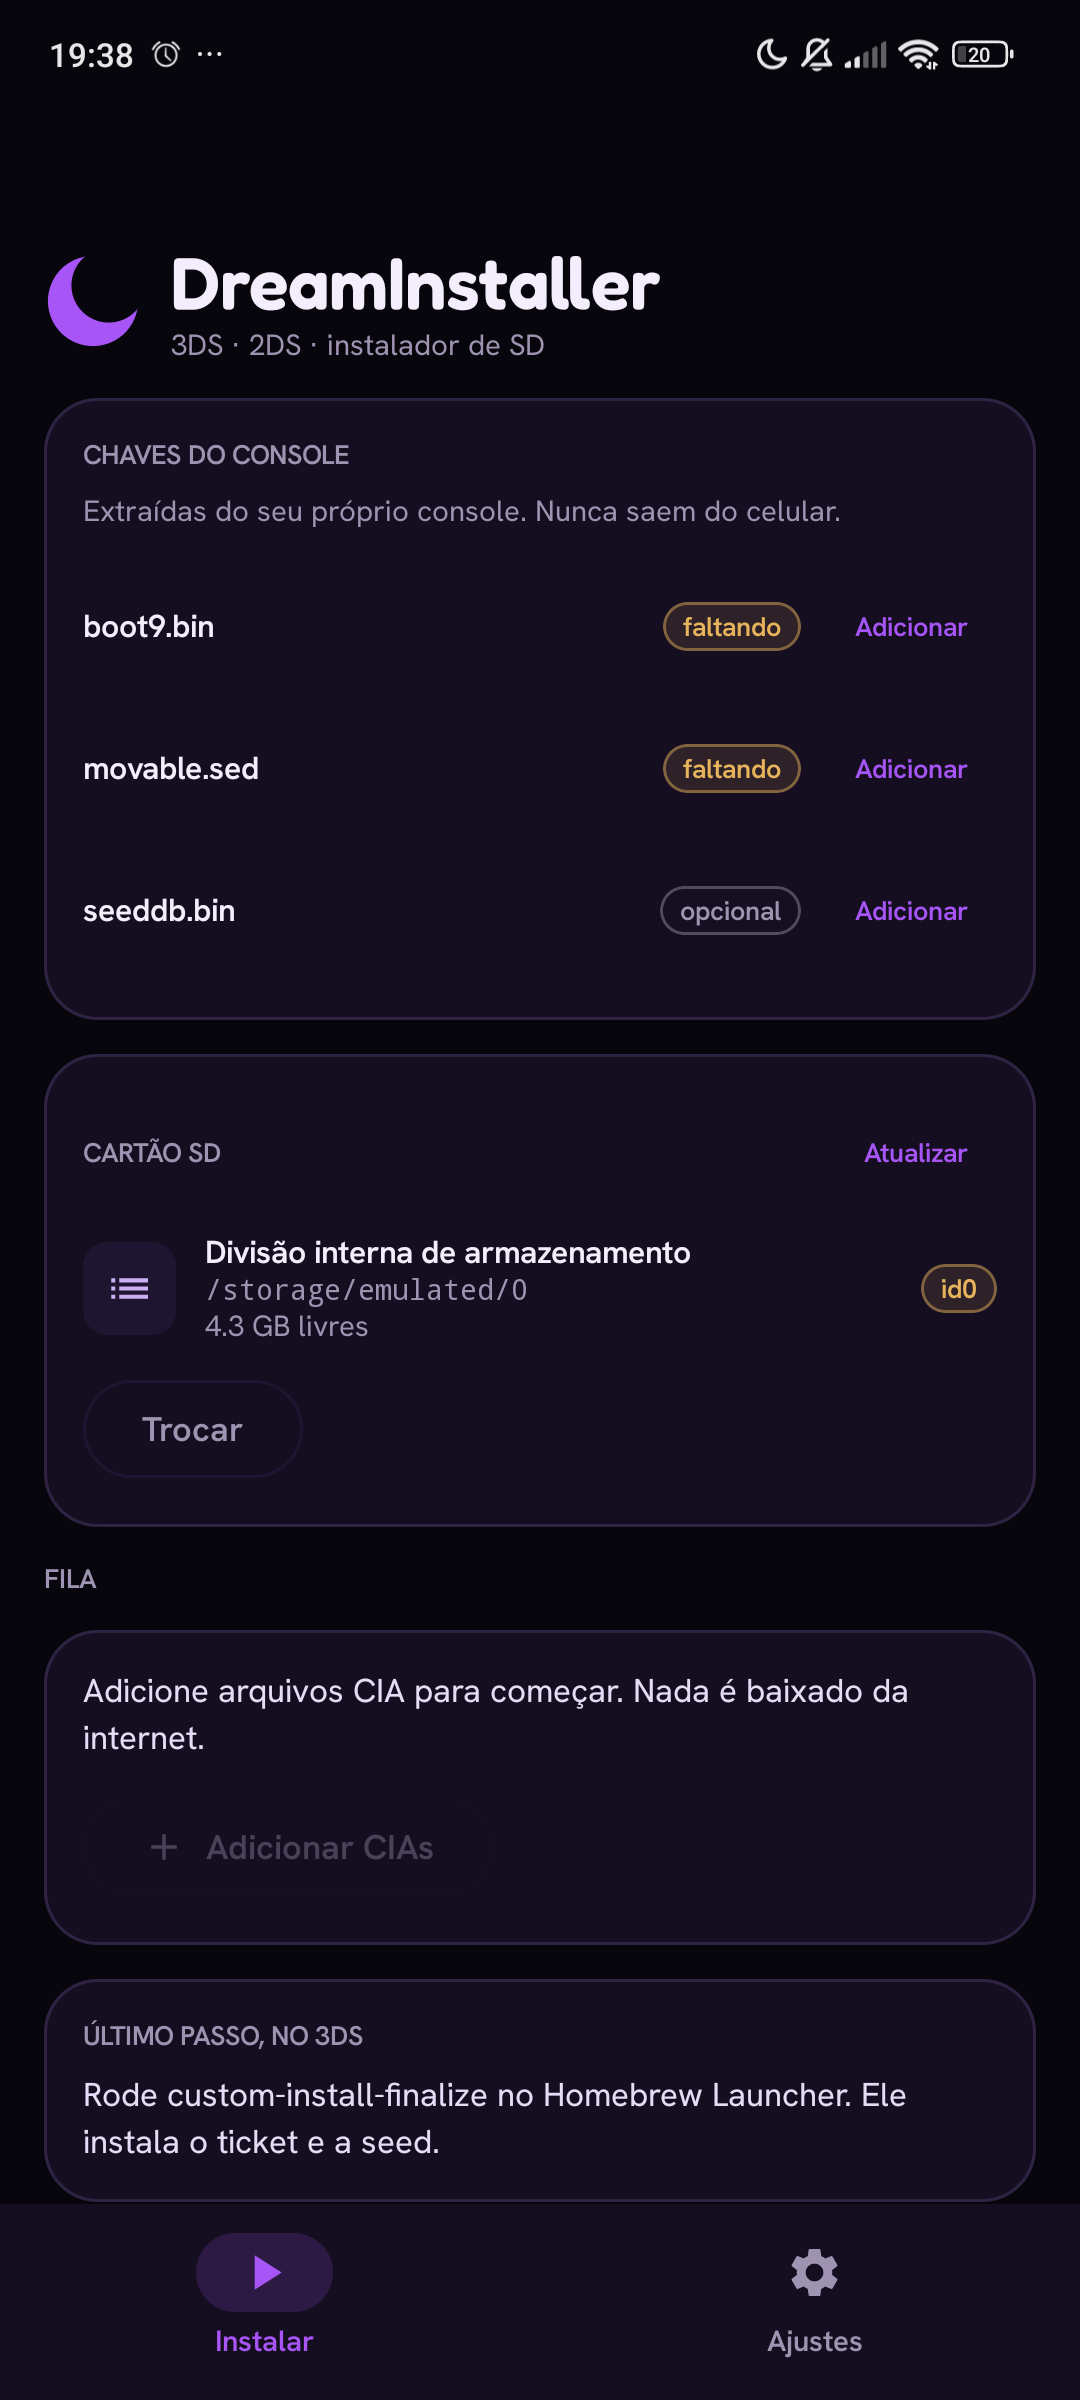 19:38
20
DreamInstaller
3DS · 2DS · instalador de SD
CHAVES DO CONSOLE
Extraídas do seu próprio console. Nunca saem do celular.
boot9.bin faltando Adicionar
movable.sed faltando Adicionar
seeddb.bin opcional Adicionar
CARTÃO SD Atualizar
Divisão interna de armazenamento
/storage/emulated/0
4.3 GB livres
id0
Trocar
FILA
Adicione arquivos CIA para começar. Nada é baixado da
internet.
+ Adicionar CIAs
ÚLTIMO PASSO, NO 3DS
Rode custom-install-finalize no Homebrew Launcher. Ele
instala o ticket e a seed.
Instalar Ajustes